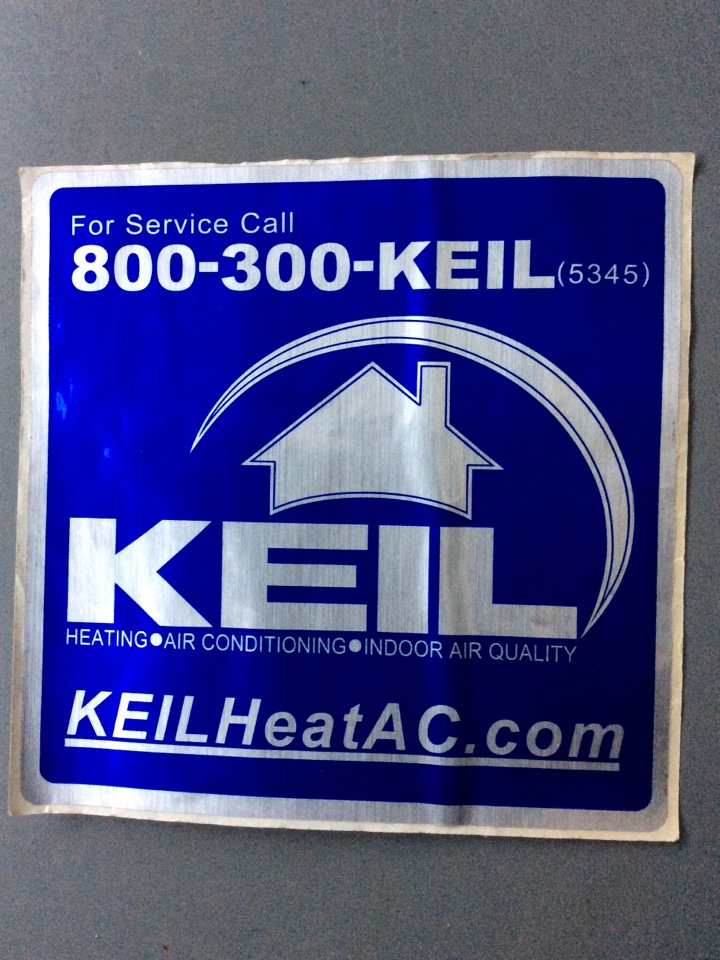 For Service Call
800-300-KEIL (5345)
KEIL
HEATING●AIR CONDITIONING●INDOOR AIR QUALITY
KEILHeatAC.com